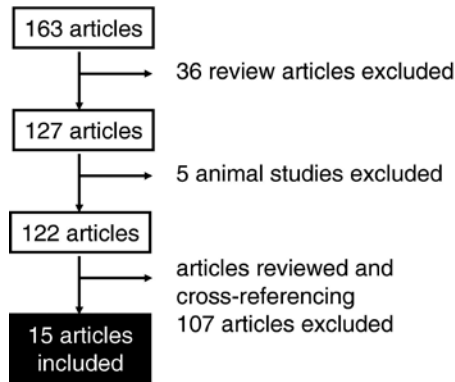 163 articles
36 review articles excluded
127 articles
5 animal studies excluded
122 articles
articles reviewed and
cross-referencing
107 articles excluded
15 articles
included